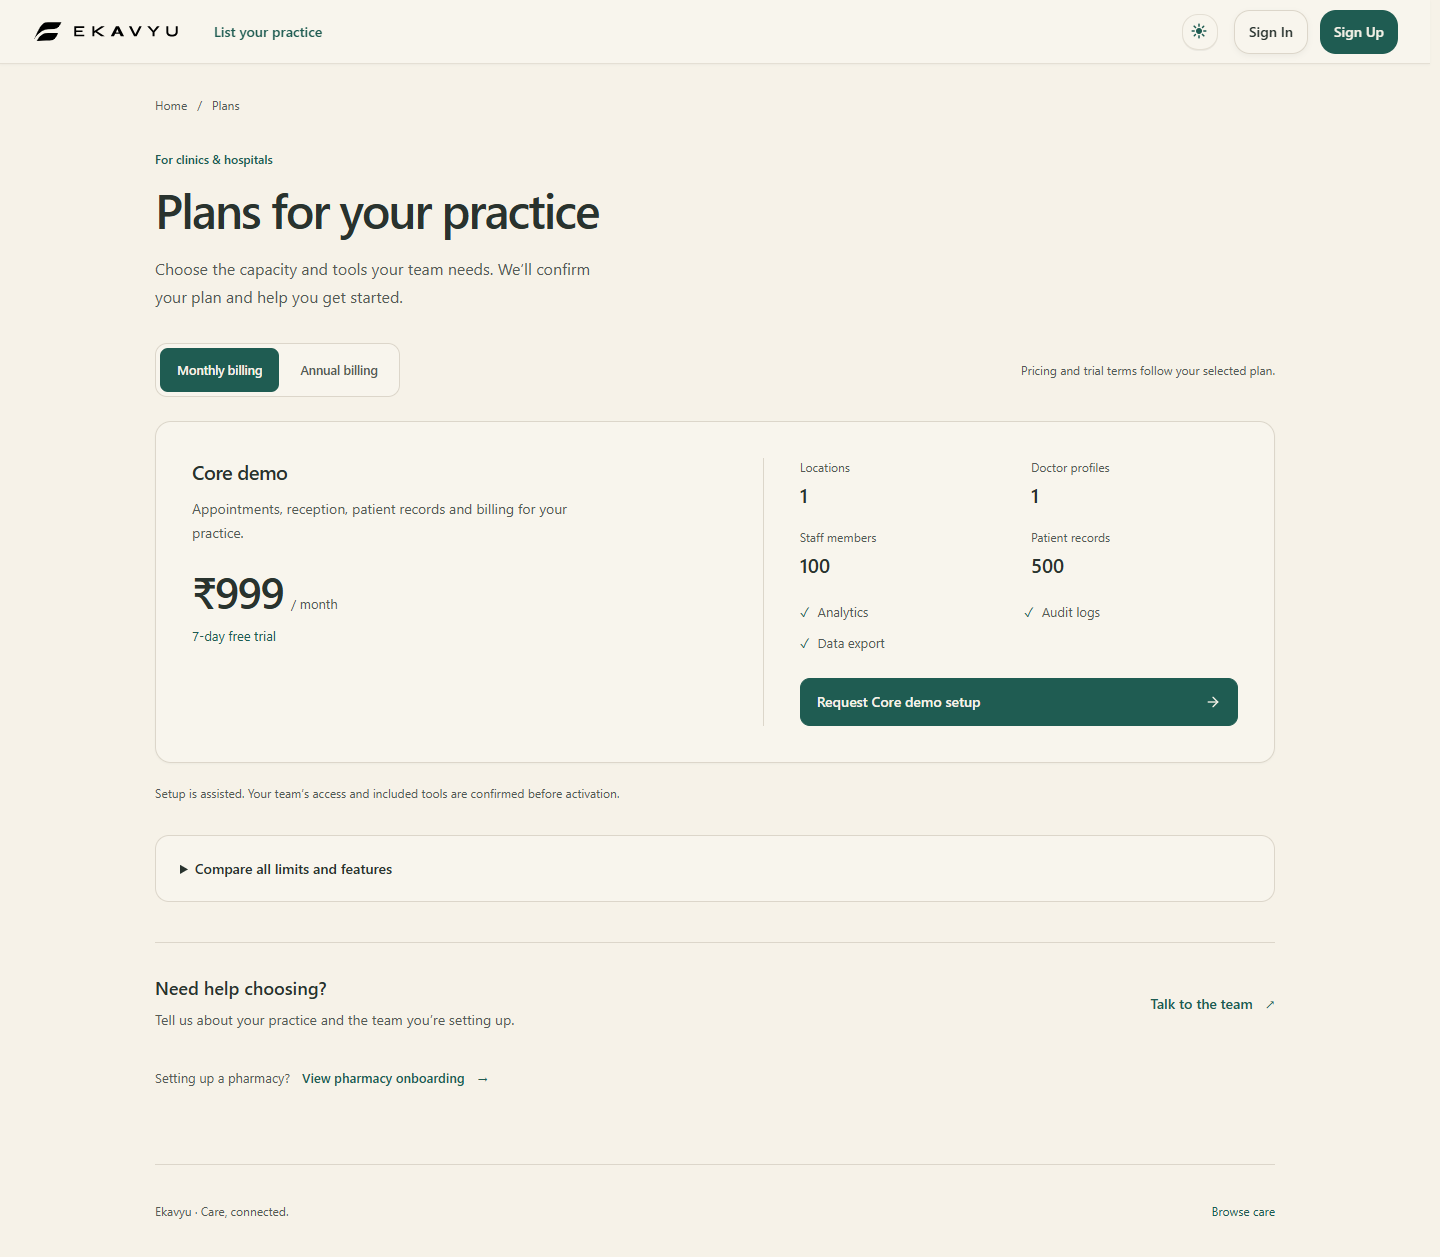 EKAVYU
List your practice
Sign In
Sign Up
Home / Plans
For clinics & hospitals
Plans for your practice
Choose the capacity and tools your team needs. We'll confirm
your plan and help you get started.
Monthly billing
Annual billing
Pricing and trial terms follow your selected plan.
Core demo
Appointments, reception, patient records and billing for your
practice.
₹999 / month
7-day free trial
Locations
1
Doctor profiles
1
Staff members
100
Patient records
500
✓ Analytics
✓ Audit logs
✓ Data export
Request Core demo setup →
Setup is assisted. Your team's access and included tools are confirmed before activation.
▶ Compare all limits and features
Need help choosing?
Tell us about your practice and the team you're setting up.
Talk to the team ↗
Setting up a pharmacy? View pharmacy onboarding →
Ekavyu · Care, connected.
Browse care